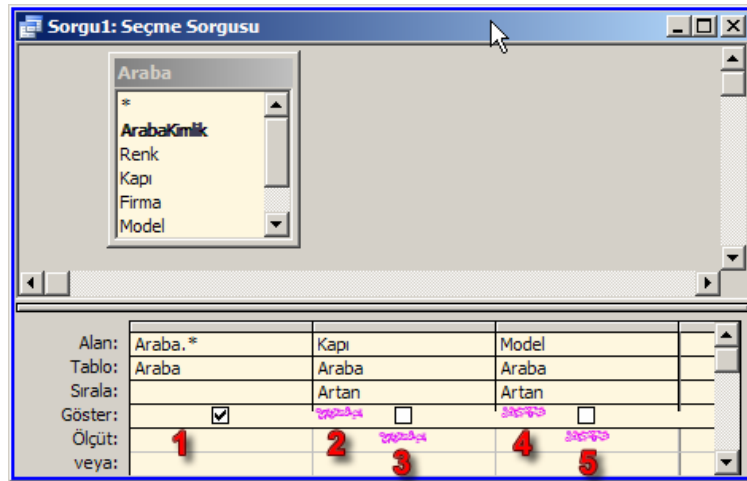 Sorgu1: Seçme Sorgusu
Araba
*
ArabaKimlik
Renk
Kapı
Firma
Model
Alan: Araba.* Kapı Model
Tablo: Araba Araba Araba
Sırala: Artan Artan
Göster:
Ölçüt:
veya:
1 2 3 4 5